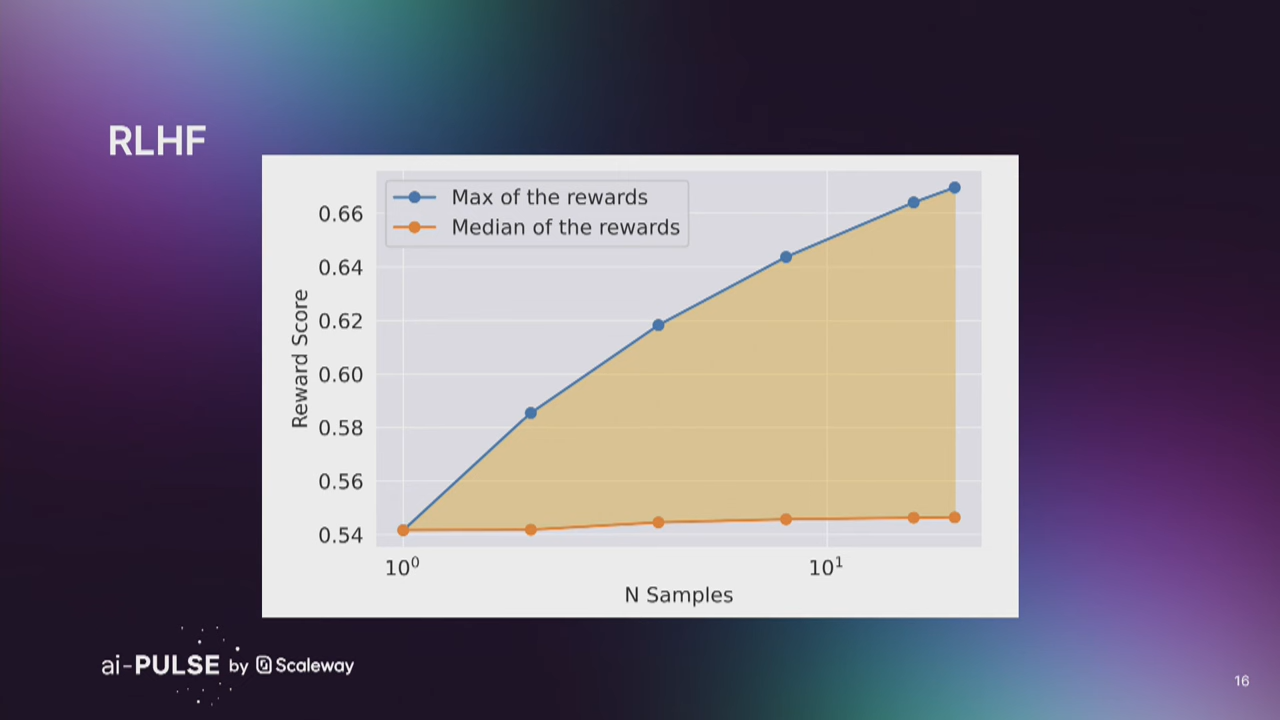 RLHF
Max of the rewards
Median of the rewards
0.66
0.64
0.62
0.60
0.58
0.56
0.54
Reward Score
10⁰
10¹
N Samples
ai-PULSE by Scaleway
16